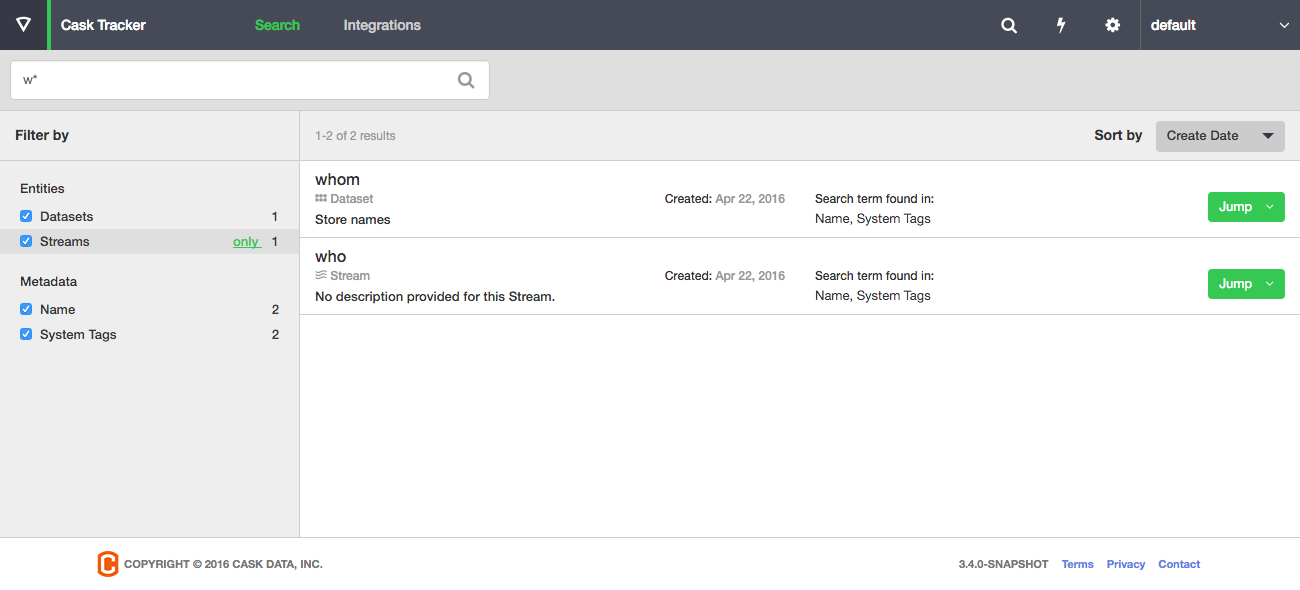 Cask Tracker Search Integrations default
w*
Filter by
1-2 of 2 results
Sort by Create Date
Entities
Datasets 1
Streams only 1
Metadata
Name 2
System Tags 2
whom
Dataset
Store names
Created: Apr 22, 2016
Search term found in:
Name, System Tags
Jump
who
Stream
No description provided for this Stream.
Created: Apr 22, 2016
Search term found in:
Name, System Tags
Jump
COPYRIGHT © 2016 CASK DATA, INC.
3.4.0-SNAPSHOT Terms Privacy Contact